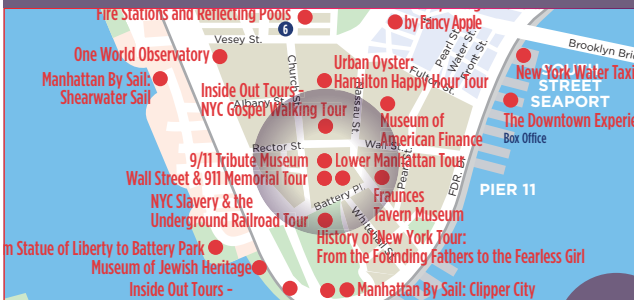 Fire Stations and Reflecting Pools
by Fancy Apple
6
Vesey St.
One World Observatory
Pearl St.
Water St.
Front St.
Brooklyn Bri
New York Water Taxi
Manhattan By Sail:
Shearwater Sail
Church St.
Urban Oyster:
Hamilton Happy Hour Tour
Fulton St.
SOUTH
STREET
SEAPORT
Inside Out Tours -
NYC Gospel Walking Tour
Albany St.
Nassau St.
Museum of
American Finance
The Downtown Experie
Box Office
Rector St.
Wall St.
9/11 Tribute Museum
Lower Manhattan Tour
Wall Street & 911 Memorial Tour
Pearl St.
FDR. Dr
PIER 11
Battery Pl.
Fraunces
Tavern Museum
NYC Slavery & the
Underground Railroad Tour
Whitehall St.
History of New York Tour:
From the Founding Fathers to the Fearless Girl
m Statue of Liberty to Battery Park
Museum of Jewish Heritage
Inside Out Tours –
Manhattan By Sail: Clipper City